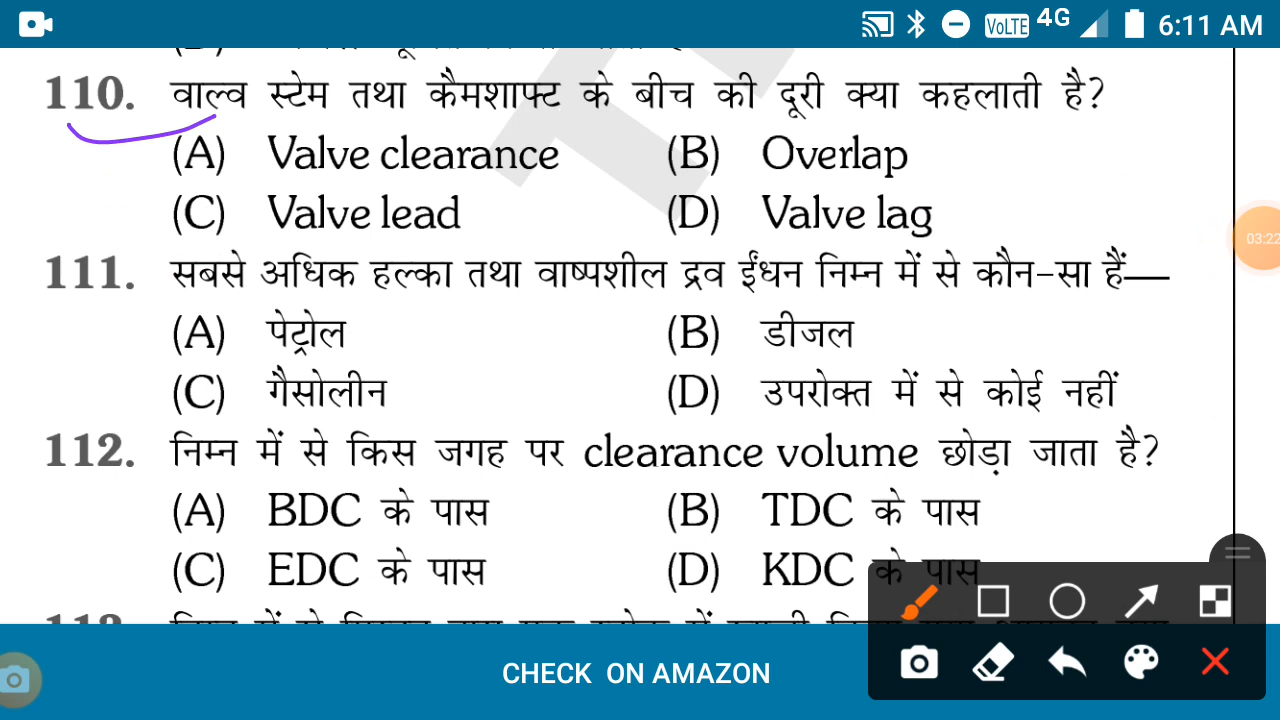 VoLTE 4G 6:11 AM
110. वाल्व स्टेम तथा कैमशाफ्ट के बीच की दूरी क्या कहलाती है?
(A) Valve clearance (B) Overlap
(C) Valve lead (D) Valve lag
03:22
111. सबसे अधिक हल्का तथा वाष्पशील द्रव ईंधन निम्न में से कौन-सा हैं—
(A) पेट्रोल (B) डीजल
(C) गैसोलीन (D) उपरोक्त में से कोई नहीं
112. निम्न में से किस जगह पर clearance volume छोड़ा जाता है?
(A) BDC के पास (B) TDC के पास
(C) EDC के पास (D) KDC के पास
CHECK ON AMAZON